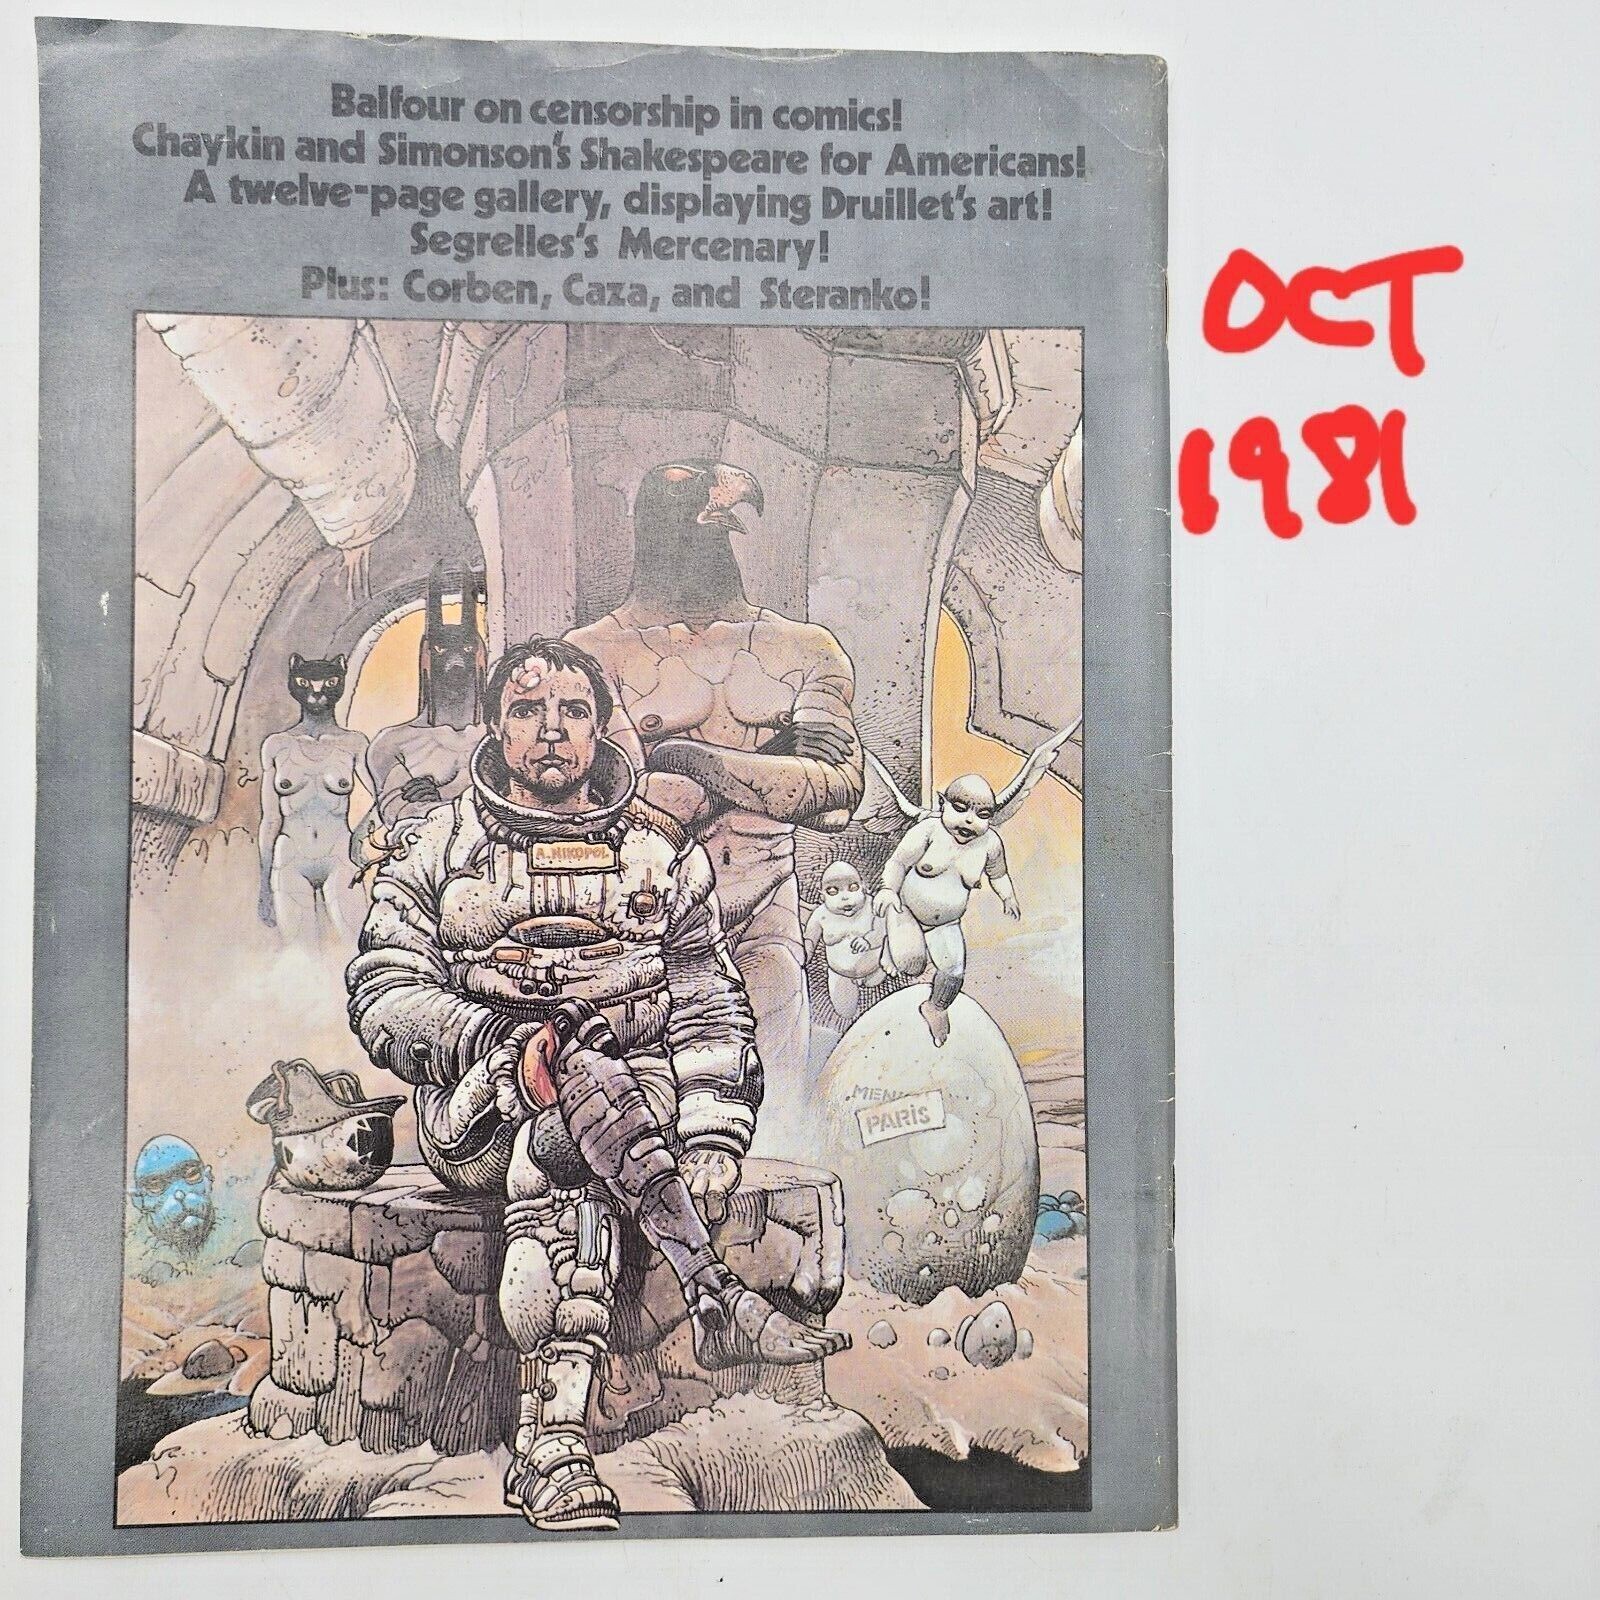 Balfour on censorship in comics!
Chaykin and Simonson's Shakespeare for Americans!
A twelve-page gallery, displaying Druillet's art!
Segrelles's Mercenary!
Plus: Corben, Caza, and Steranko!
OCT
1981
A. NIKOPOL
PARiS